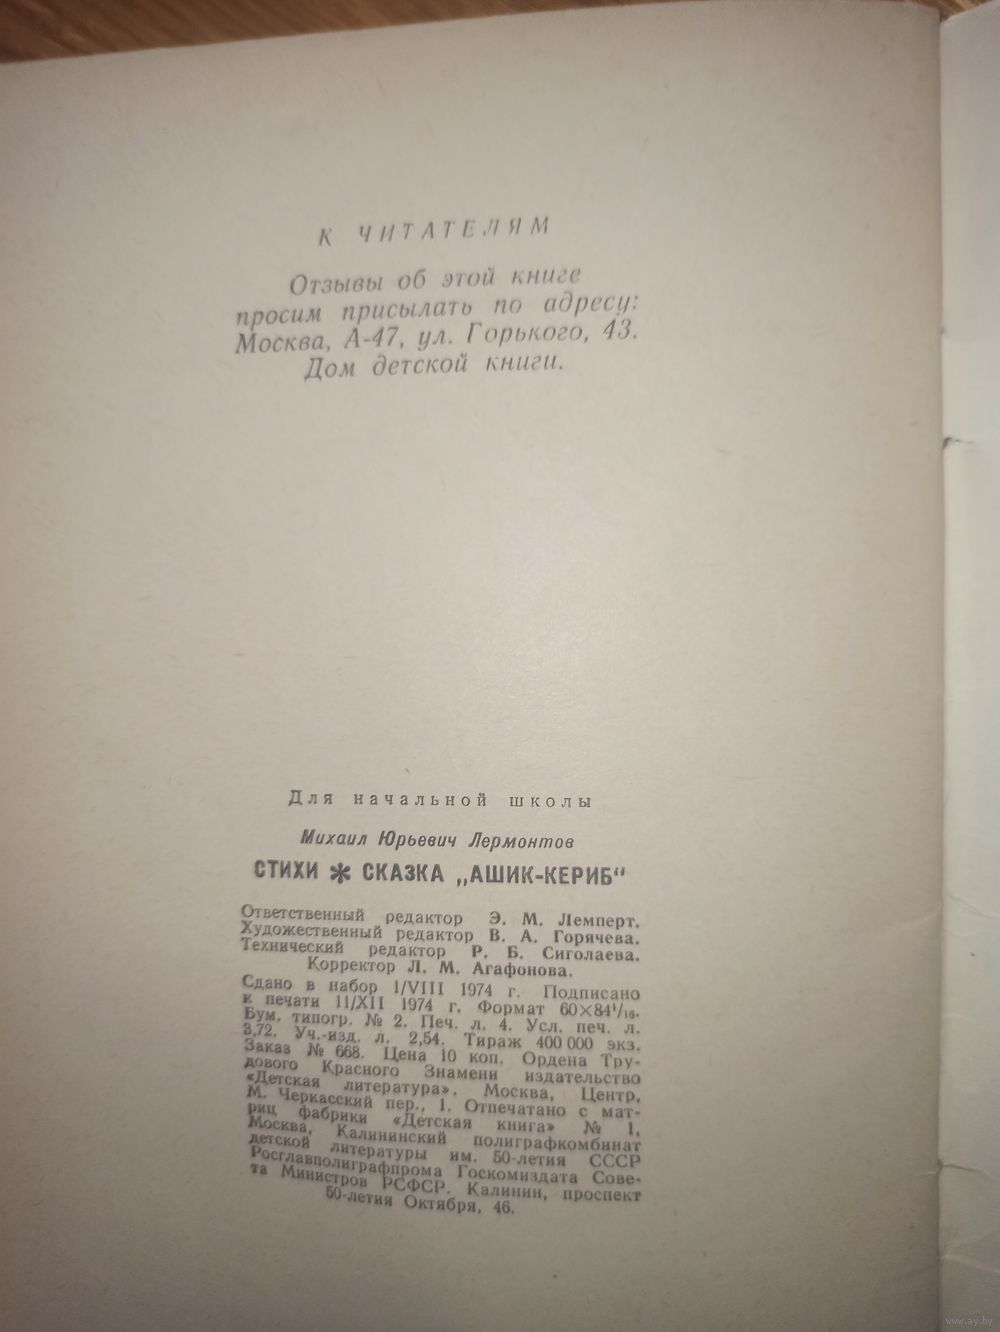 К ЧИТАТЕЛЯМ
Отзывы об этой книге
просим присылать по адресу:
Москва, А-47, ул. Горького, 43.
Дом детской книги.
Для начальной школы
Михаил Юрьевич Лермонтов
СТИХИ * СКАЗКА „АШИК-КЕРИБ“
Ответственный редактор Э. М. Лемперт.
Художественный редактор В. А. Горячева.
Технический редактор Р. Б. Сиголаева.
Корректор Л. М. Агафонова.
Сдано в набор 1/VIII 1974 г. Подписано
к печати 11/XII 1974 г. Формат 60×84¹/₁₆.
Бум. типогр. № 2. Печ. л. 4. Усл. печ. л.
3,72. Уч.-изд. л. 2,54. Тираж 400 000 экз.
Заказ № 668. Цена 10 коп. Ордена Тру-
дового Красного Знамени издательство
«Детская литература». Москва, Центр,
М. Черкасский пер., 1. Отпечатано с мат-
риц фабрики «Детская книга» № 1,
Москва, Калининский полиграфкомбинат
детской литературы им. 50-летия СССР
Росглавполиграфпрома Госкомиздата Сове-
та Министров РСФСР. Калинин, проспект
50-летия Октября, 46.
www.ay.by